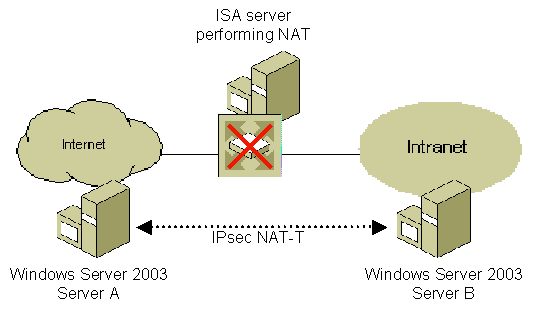 ISA server
performing NAT
Internet
Intranet
IPsec NAT-T
Windows Server 2003
Server A
Windows Server 2003
Server B